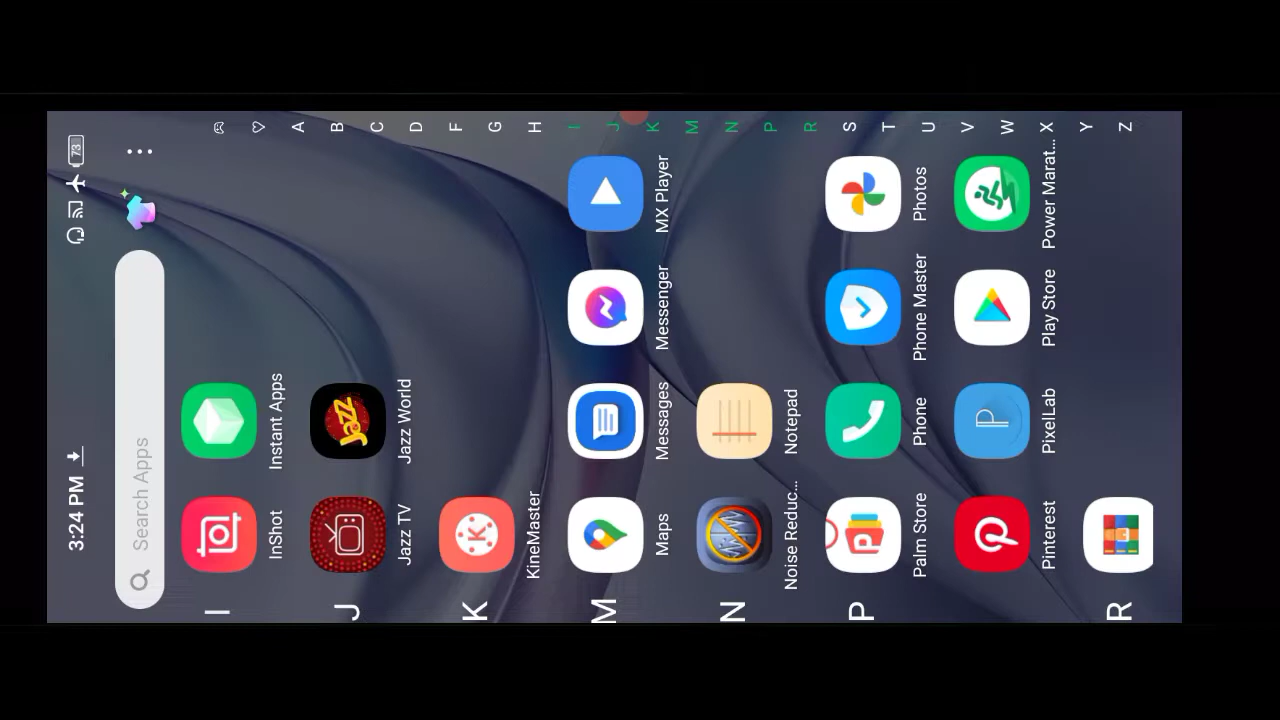 3:24 PM
73
Search Apps
I
InShot
Instant Apps
J
Jazz TV
Jazz World
K
KineMaster
M
Maps
Messages
Messenger
MX Player
N
Noise Reduc...
Notepad
P
Palm Store
Phone
Phone Master
Photos
Pinterest
PixelLab
Play Store
Power Marat...
R
A
B
C
D
F
G
H
I
J
K
M
N
P
R
S
T
U
V
W
X
Y
Z